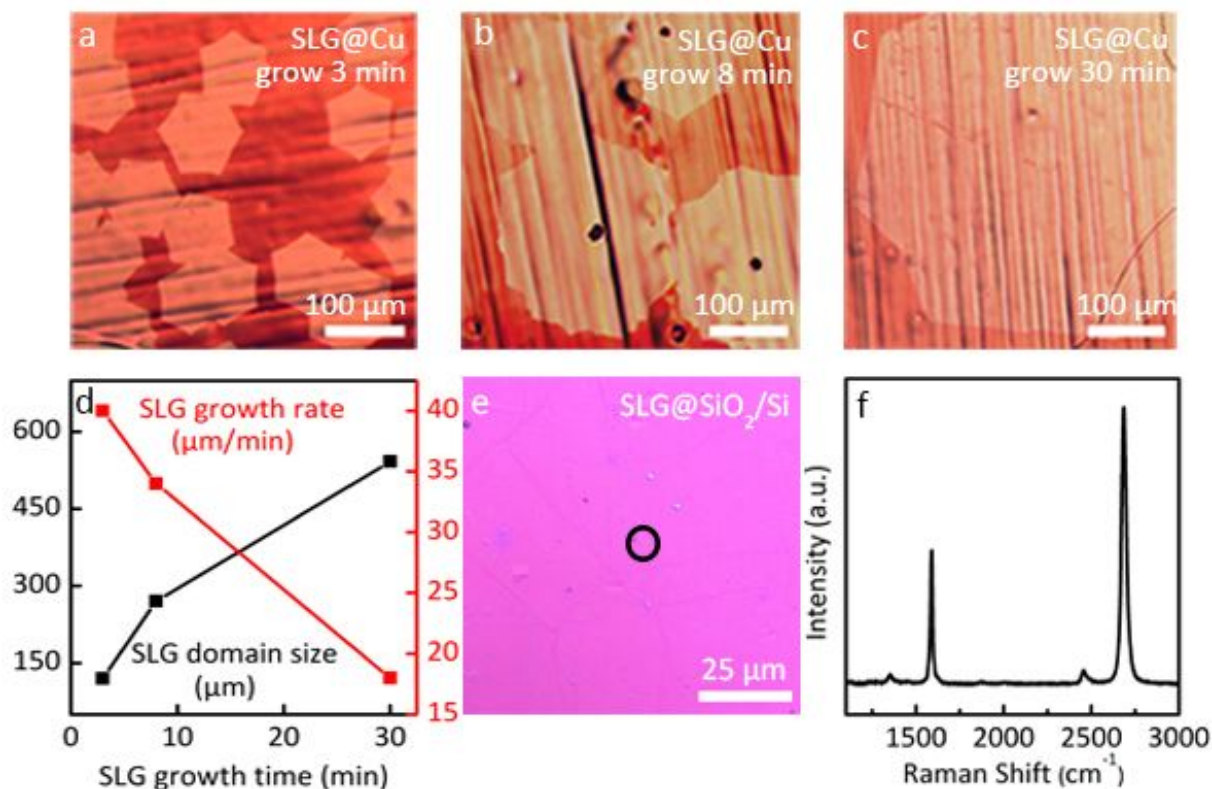 a
SLG@Cu
grow 3 min
100 μm
b
SLG@Cu
grow 8 min
100 μm
c
SLG@Cu
grow 30 min
100 μm
d
SLG growth rate
(μm/min)
SLG domain size
(μm)
600
450
300
150
40
35
30
25
20
15
0
10
20
30
SLG growth time (min)
e
SLG@SiO₂/Si
25 μm
f
Intensity (a.u.)
1500
2000
2500
3000
Raman Shift (cm⁻¹)